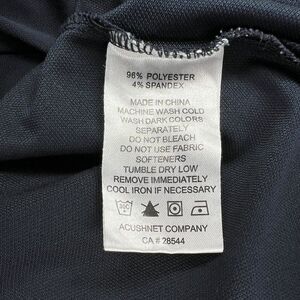 96% POLYESTER
4% SPANDEX
MADE IN CHINA
MACHINE WASH COLD
WASH DARK COLORS
SEPARATELY
DO NOT BLEACH
DO NOT USE FABRIC
SOFTENERS
TUMBLE DRY LOW
REMOVE IMMEDIATELY
COOL IRON IF NECESSARY
ACUSHNET COMPANY
CA # 28544